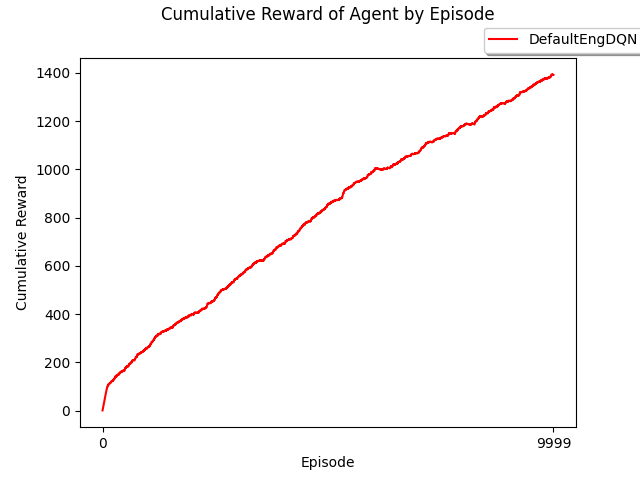 Cumulative Reward of Agent by Episode
DefaultEngDQN
1400
1200
1000
800
600
400
200
0
Cumulative Reward
0
9999
Episode